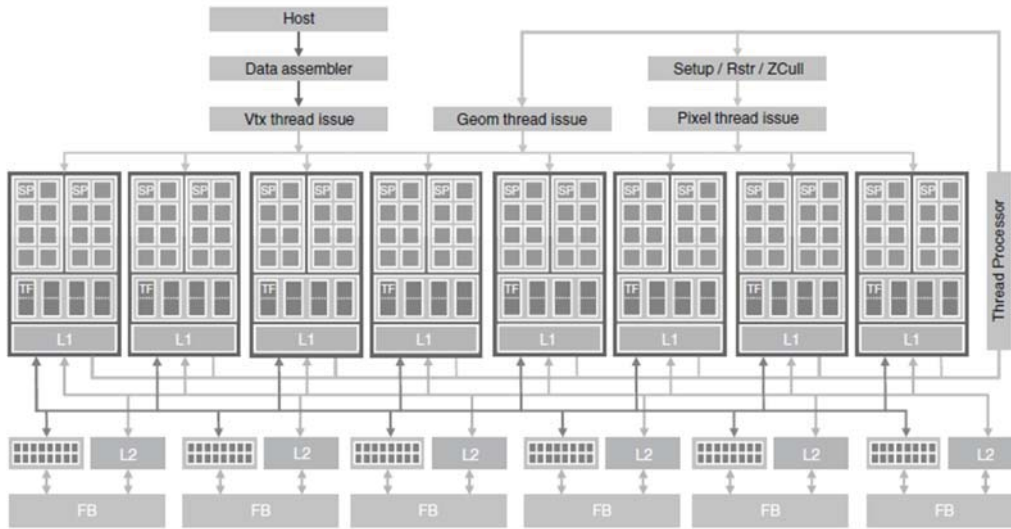 Host
Data assembler
Setup / Rstr / ZCull
Vtx thread issue
Geom thread issue
Pixel thread issue
SP SP SP SP SP SP SP SP SP SP SP SP SP SP SP SP
TF TF TF TF TF TF TF TF
L1 L1 L1 L1 L1 L1 L1 L1
Thread Processor
L2 L2 L2 L2 L2 L2
FB FB FB FB FB FB